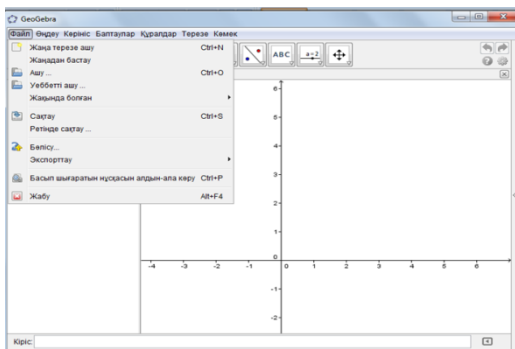 GeoGebra
Файл Өңдеу Көрініс Баптаулар Құралдар Терезе Көмек
Жаңа терезе ашу Ctrl+N
Жаңадан бастау
Ашу ... Ctrl+O
Уеббетті ашу ...
Жақында болған
Сақтау Ctrl+S
Ретінде сақтау ...
Бөлісу...
Экспорттау
Басып шығаратын нұсқасын алдын-ала көру Ctrl+P
Жабу Alt+F4
ABC a=2
6
5
4
3
2
1
0
-4 -3 -2 -1 0 1 2 3 4 5 6
-1
-2
Кіріс: